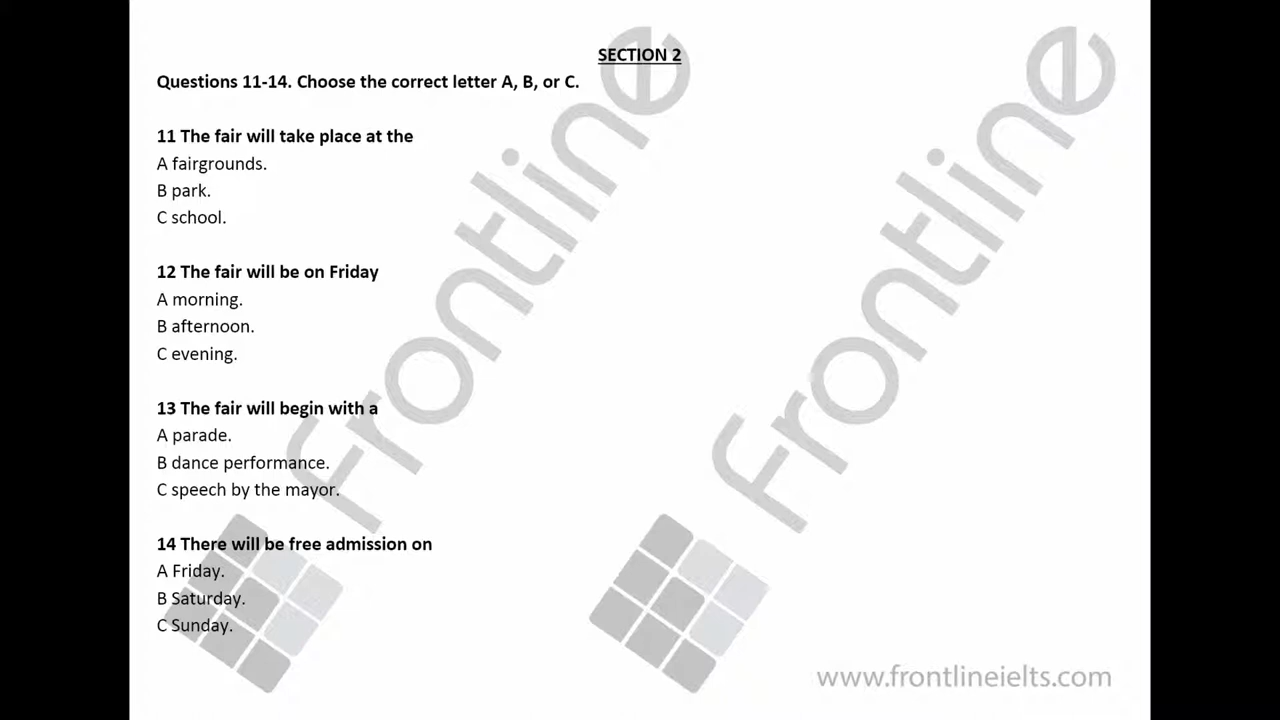 SECTION 2
Questions 11-14. Choose the correct letter A, B, or C.
11 The fair will take place at the
A fairgrounds.
B park.
C school.
12 The fair will be on Friday
A morning.
B afternoon.
C evening.
13 The fair will begin with a
A parade.
B dance performance.
C speech by the mayor.
14 There will be free admission on
A Friday.
B Saturday.
C Sunday.
frontline
frontline
www.frontlineielts.com